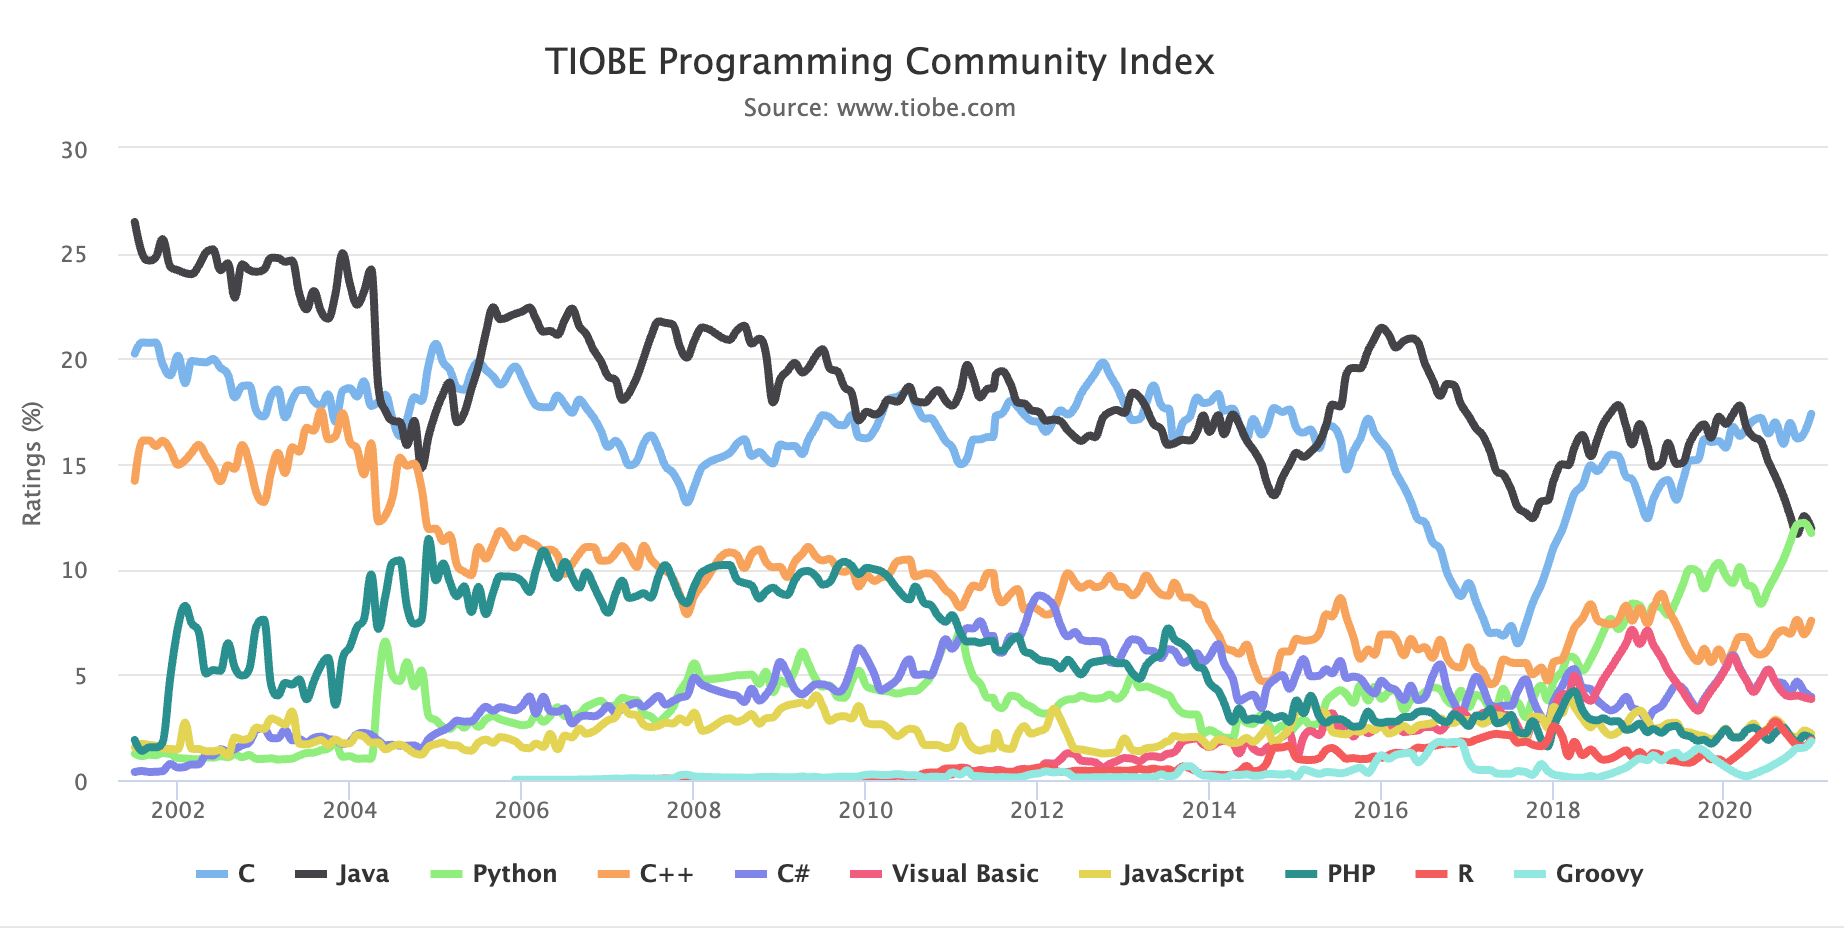 TIOBE Programming Community Index
Source: www.tiobe.com
Ratings (%)
30
25
20
15
10
5
0
2002 2004 2006 2008 2010 2012 2014 2016 2018 2020
C Java Python C++ C# Visual Basic JavaScript PHP R Groovy